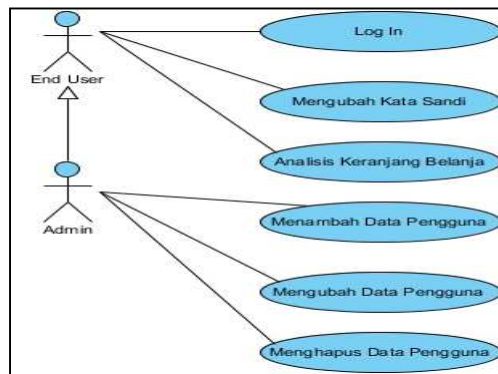 Log In
End User
Mengubah Kata Sandi
Analisis Keranjang Belanja
Menambah Data Pengguna
Admin
Mengubah Data Pengguna
Menghapus Data Pengguna